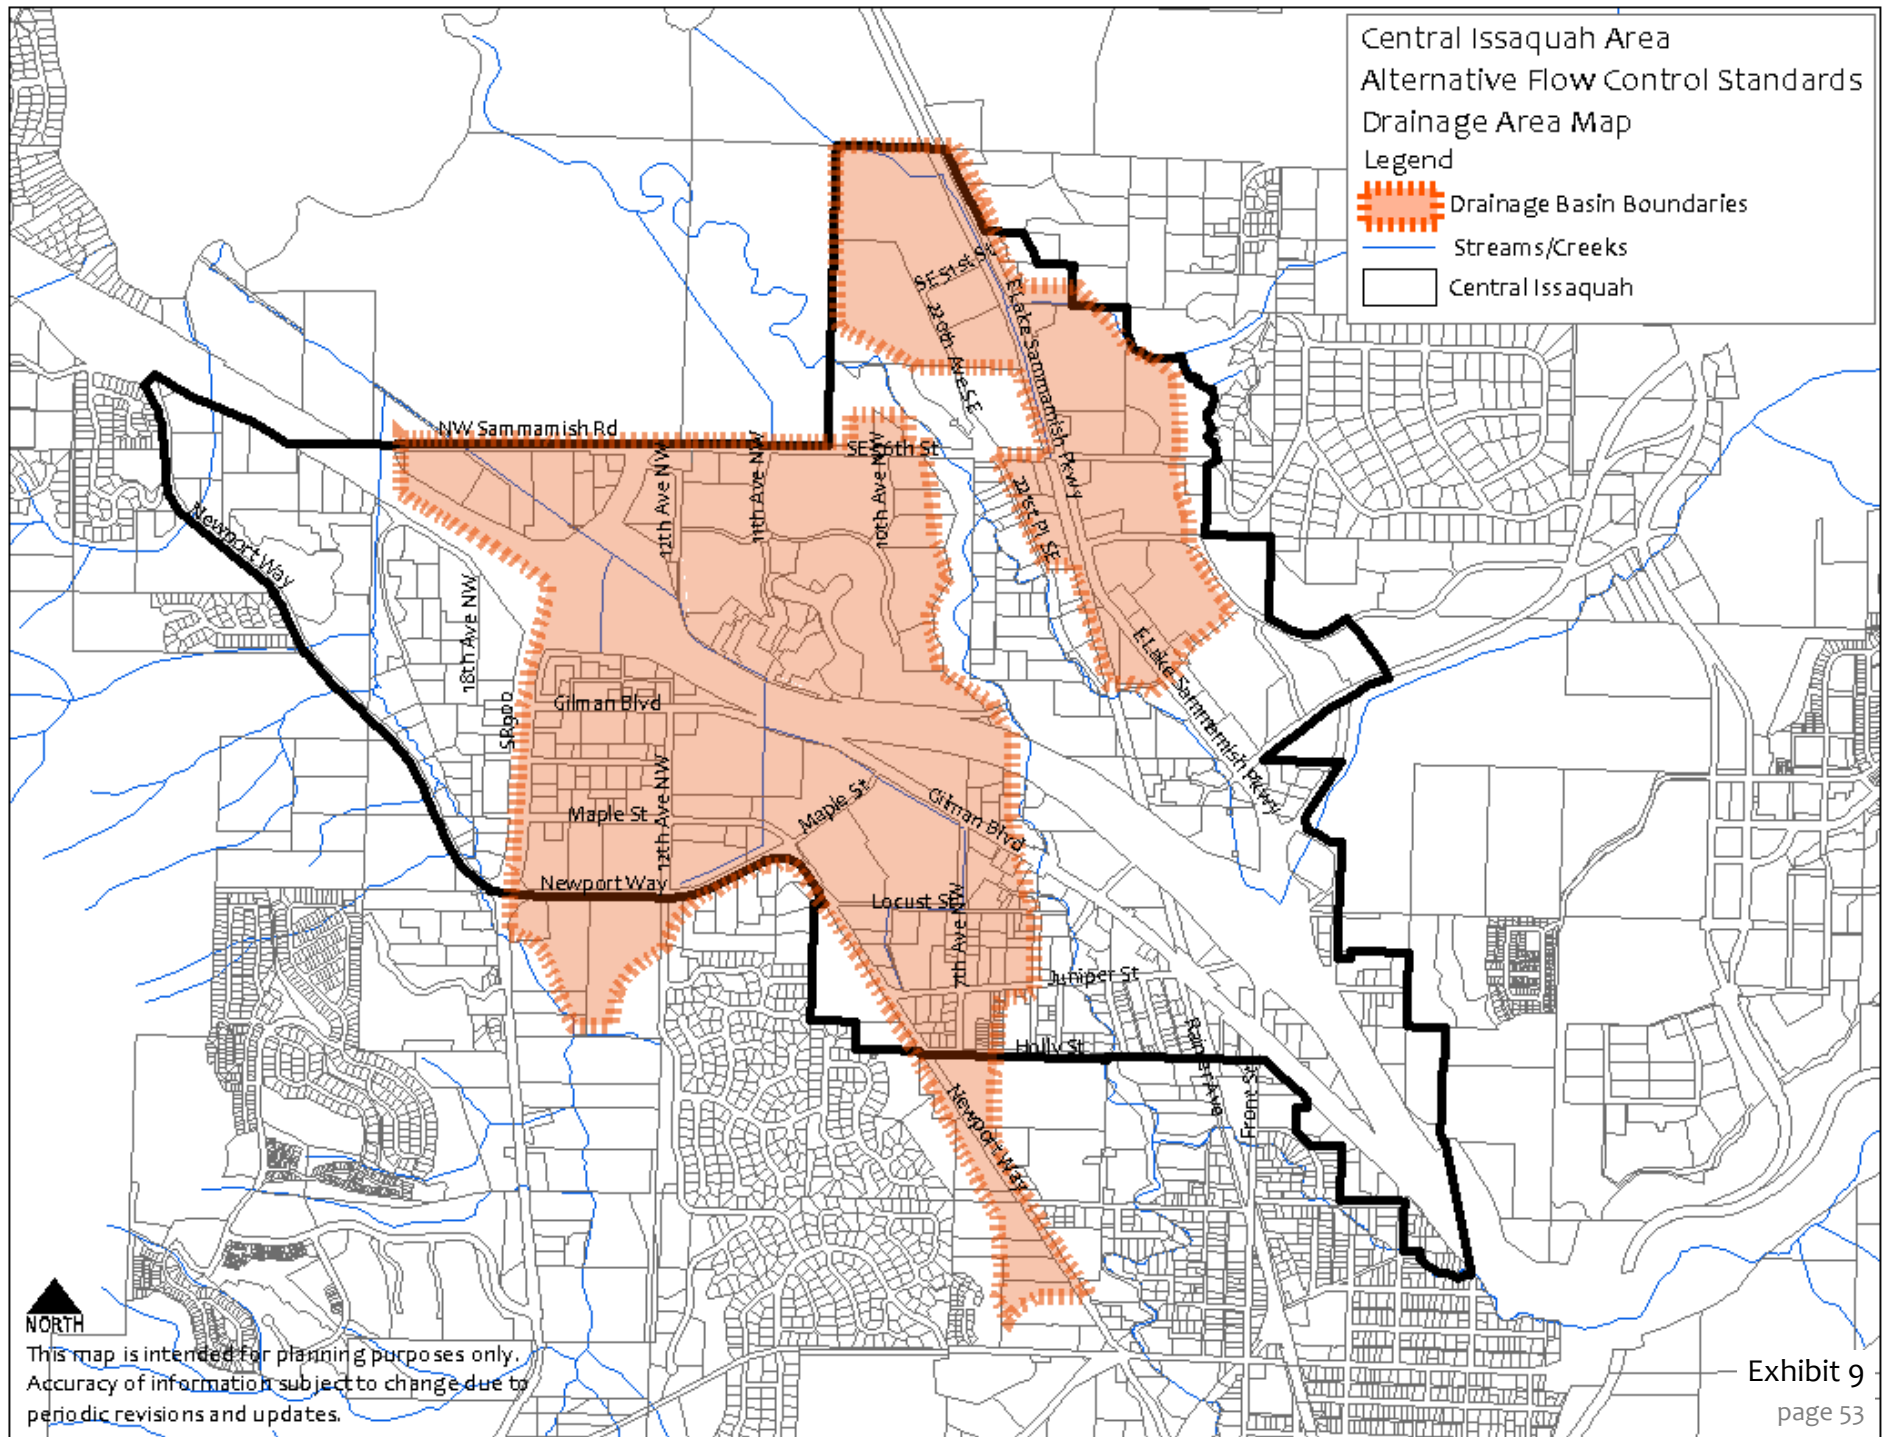 Central Issaquah Area
Alternative Flow Control Standards
Drainage Area Map
Legend
Drainage Basin Boundaries
Streams/Creeks
Central Issaquah
SE 51st St
220th Ave SE
E Lake Sammamish Pkwy
NW Sammamish Rd
SE 56th St
12th Ave NW
11th Ave NW
10th Ave NW
221st Pl SE
Newport Way
18th Ave NW
SR900
Gilman Blvd
E Lake Sammamish Pkwy
Maple St
12th Ave NW
Maple St
Gilman Blvd
Newport Way
Locust St
7th Ave NW
Juniper St
Holly St
Rainier Ave
Front St
Newport Way
NORTH
This map is intended for planning purposes only.
Accuracy of information subject to change due to
periodic revisions and updates.
Exhibit 9
page 53